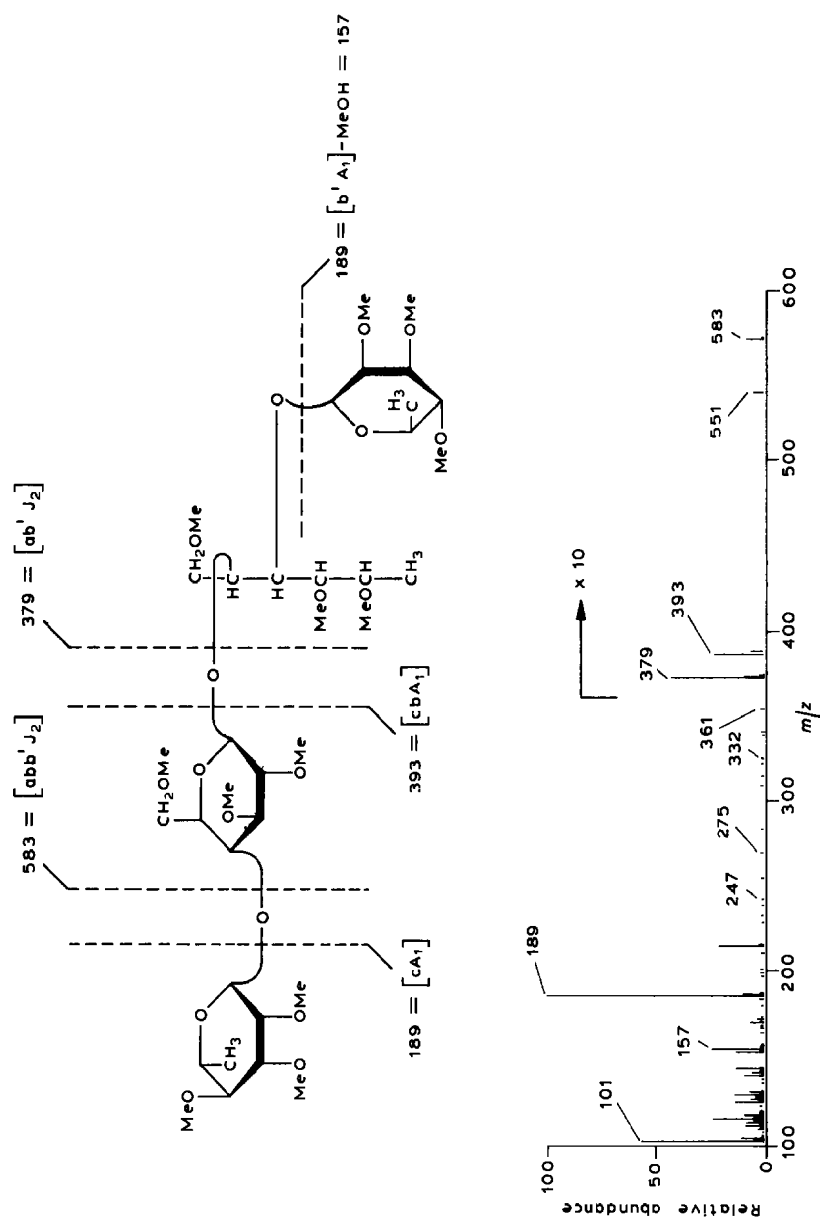 583 = [abb' J₂]
379 = [ab' J₂]
189 = [b' A₁]-MeOH = 157
CH₂OMe
O
CH₂OMe
HC
O
O
OMe
O
HC
O
MeO
CH₃
OMe
MeOCH
OMe
OMe
OMe
MeOCH
O
H₃C
OMe
CH₃
MeO
189 = [cA₁]
393 = [cbA₁]
Relative abundance
100
50
0
101
157
189
247
275
332
361
379
393
x 10
551
583
100
200
300
400
500
600
m/z